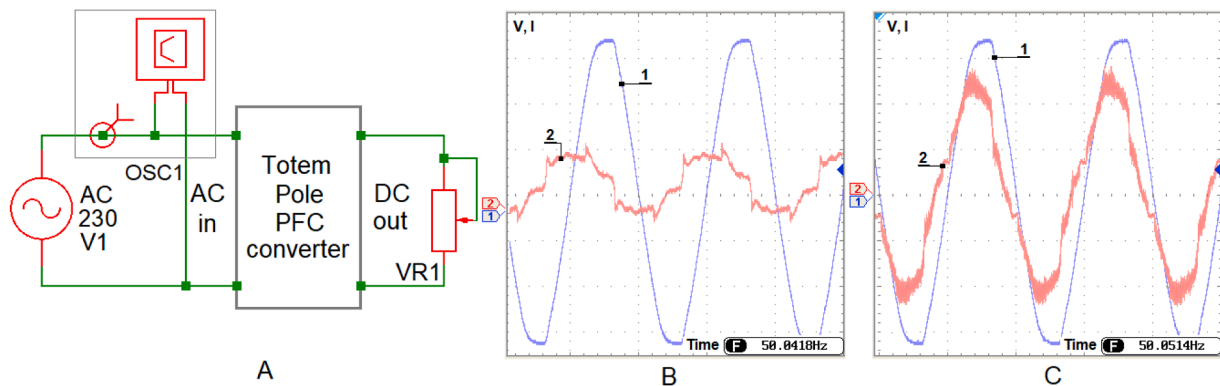 OSC1
AC
230
V1
AC
in
Totem
Pole
PFC
converter
DC
out
VR1
A
V, I
1
2
2
1
Time F 50.0418Hz
B
V, I
1
2
2
1
Time F 50.0514Hz
C